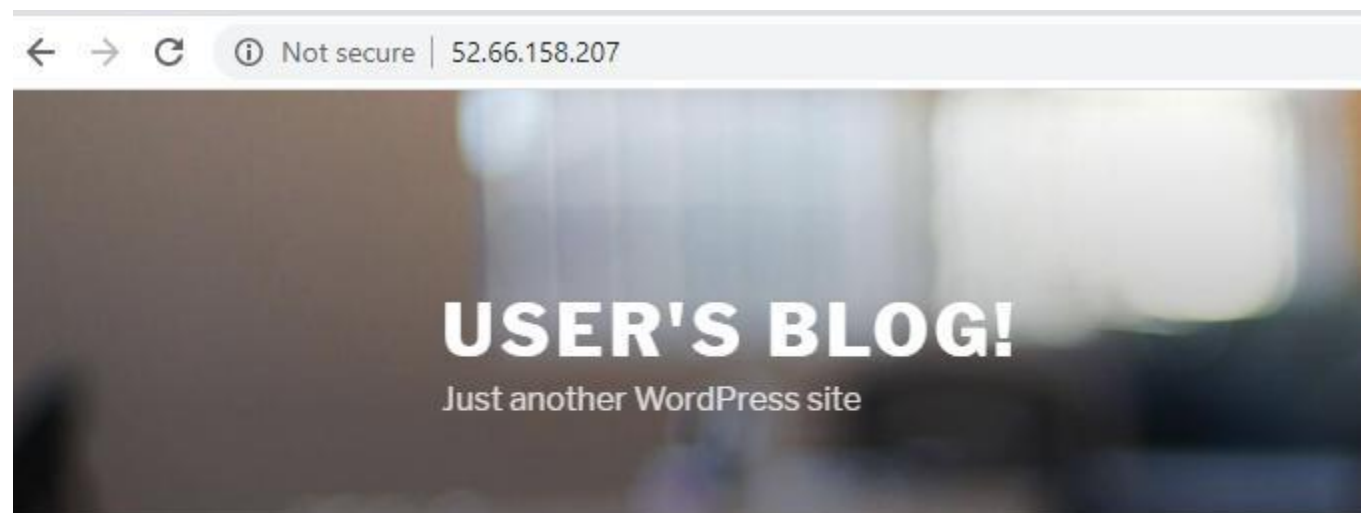 Not secure | 52.66.158.207
USER'S BLOG!
Just another WordPress site